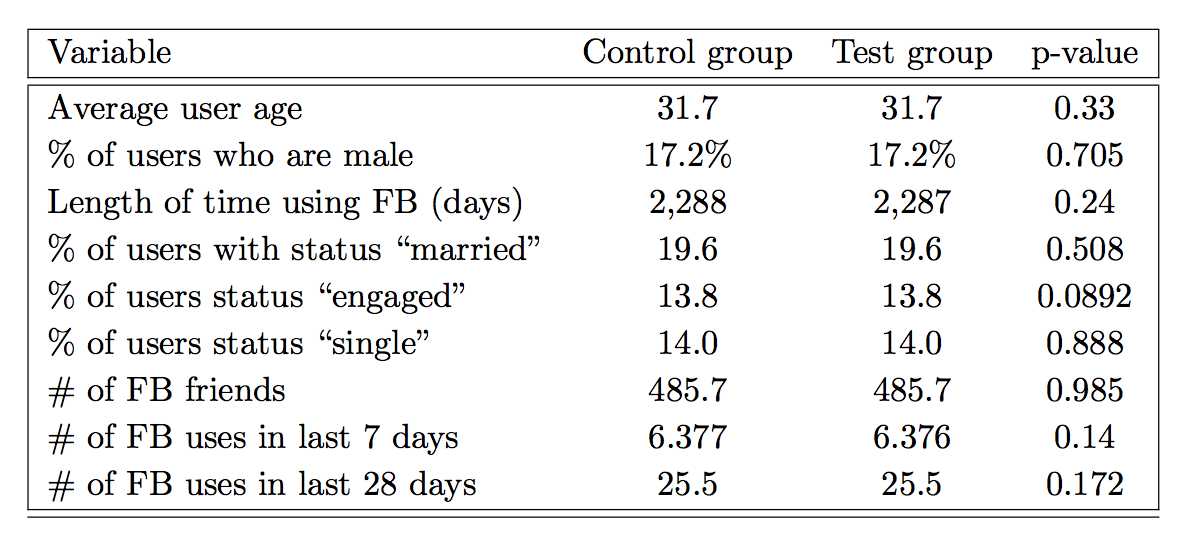 Variable Control group Test group p-value
Average user age 31.7 31.7 0.33
% of users who are male 17.2% 17.2% 0.705
Length of time using FB (days) 2,288 2,287 0.24
% of users with status “married” 19.6 19.6 0.508
% of users status “engaged” 13.8 13.8 0.0892
% of users status “single” 14.0 14.0 0.888
# of FB friends 485.7 485.7 0.985
# of FB uses in last 7 days 6.377 6.376 0.14
# of FB uses in last 28 days 25.5 25.5 0.172